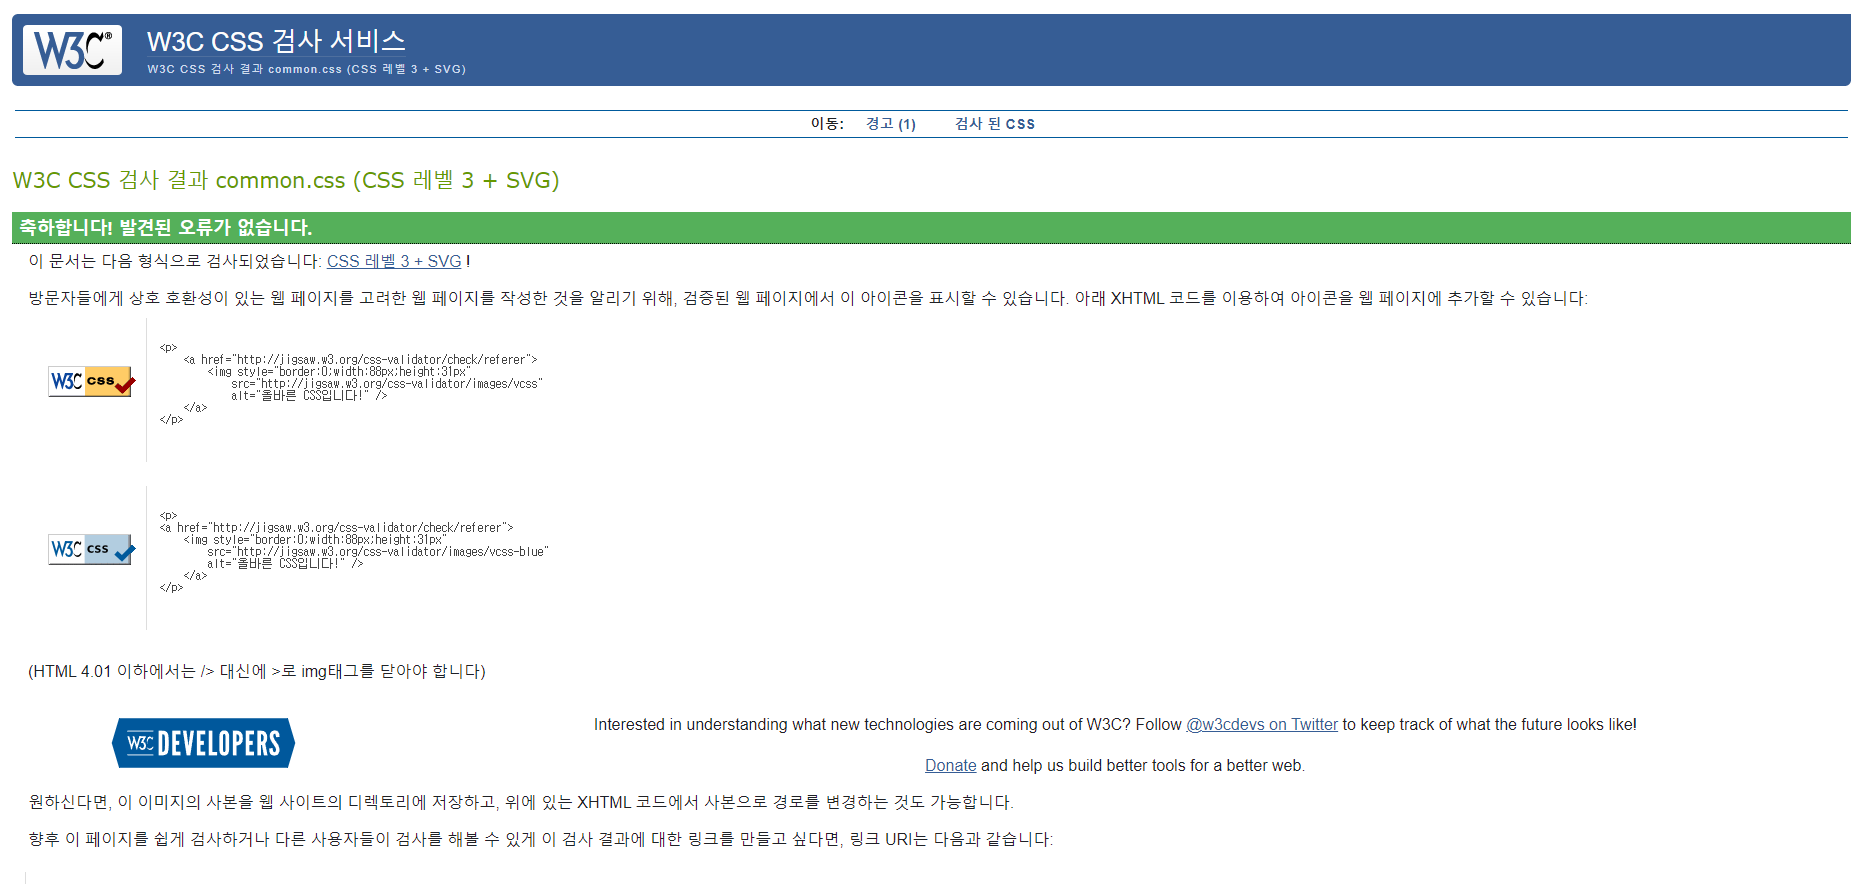 W3C®
W3C CSS 검사 서비스
W3C CSS 검사 결과 common.css (CSS 레벨 3 + SVG)
이동: 경고 (1) 검사 된 CSS
W3C CSS 검사 결과 common.css (CSS 레벨 3 + SVG)
축하합니다! 발견된 오류가 없습니다.
이 문서는 다음 형식으로 검사되었습니다: CSS 레벨 3 + SVG !
방문자들에게 상호 호환성이 있는 웹 페이지를 고려한 웹 페이지를 작성한 것을 알리기 위해, 검증된 웹 페이지에서 이 아이콘을 표시할 수 있습니다. 아래 XHTML 코드를 이용하여 아이콘을 웹 페이지에 추가할 수 있습니다:
W3C css
<p>
<a href="http://jigsaw.w3.org/css-validator/check/referer">
<img style="border:0;width:88px;height:31px"
src="http://jigsaw.w3.org/css-validator/images/vcss"
alt="올바른 CSS입니다!" />
</a>
</p>
W3C css
<p>
<a href="http://jigsaw.w3.org/css-validator/check/referer">
<img style="border:0;width:88px;height:31px"
src="http://jigsaw.w3.org/css-validator/images/vcss-blue"
alt="올바른 CSS입니다!" />
</a>
</p>
(HTML 4.01 이하에서는 /> 대신에 >로 img태그를 닫아야 합니다)
W3C DEVELOPERS
Interested in understanding what new technologies are coming out of W3C? Follow @w3cdevs on Twitter to keep track of what the future looks like!
Donate and help us build better tools for a better web.
원하신다면, 이 이미지의 사본을 웹 사이트의 디렉토리에 저장하고, 위에 있는 XHTML 코드에서 사본으로 경로를 변경하는 것도 가능합니다.
향후 이 페이지를 쉽게 검사하거나 다른 사용자들이 검사를 해볼 수 있게 이 검사 결과에 대한 링크를 만들고 싶다면, 링크 URI는 다음과 같습니다: